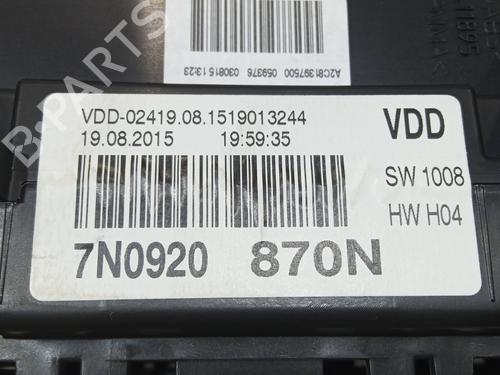 A2C81397500 059376 030815 13:23
11895
VDD-02419.08.1519013244
19.08.2015 19:59:35
VDD
SW 1008
HW H04
7N0920 870N
B-Parts